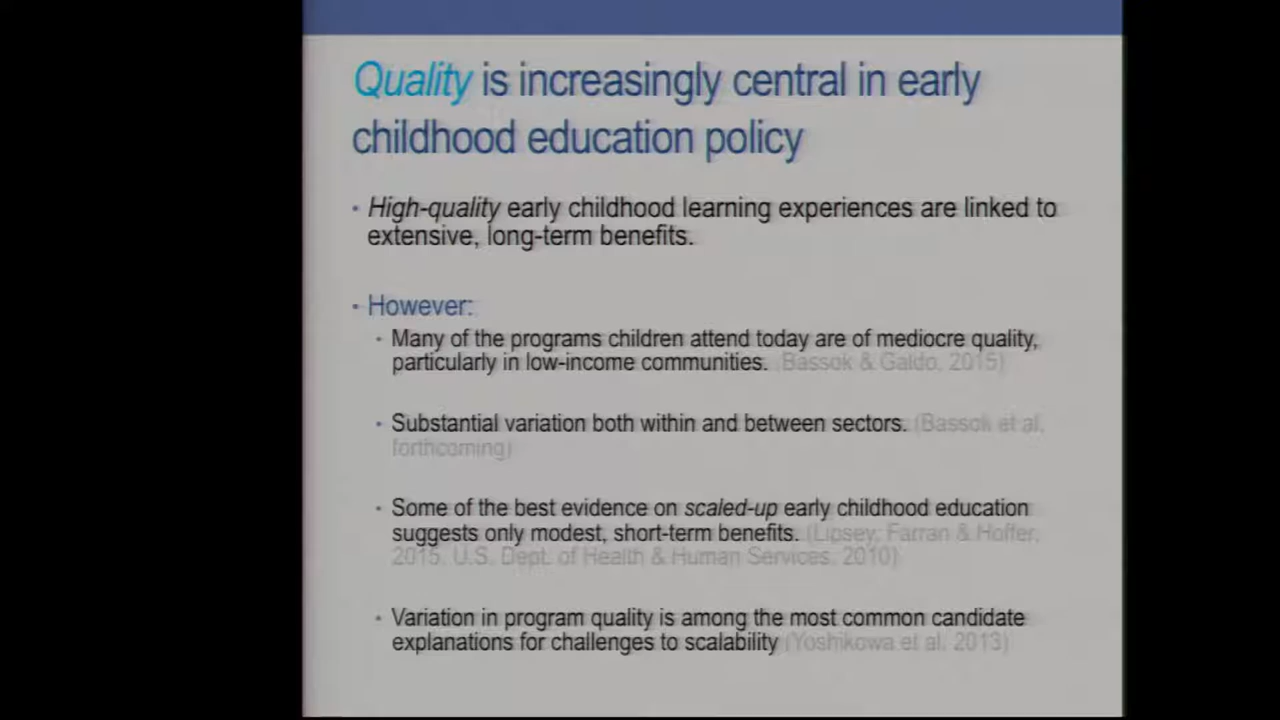 Quality is increasingly central in early
childhood education policy
• High-quality early childhood learning experiences are linked to
extensive, long-term benefits.
• However:
• Many of the programs children attend today are of mediocre quality,
particularly in low-income communities. (Bassok & Galdo, 2015)
• Substantial variation both within and between sectors. (Bassok et al,
forthcoming)
• Some of the best evidence on scaled-up early childhood education
suggests only modest, short-term benefits. (Lipsey, Farran & Hoffer,
2015, U.S. Dept. of Health & Human Services, 2010)
• Variation in program quality is among the most common candidate
explanations for challenges to scalability (Yoshikowa et al. 2013)